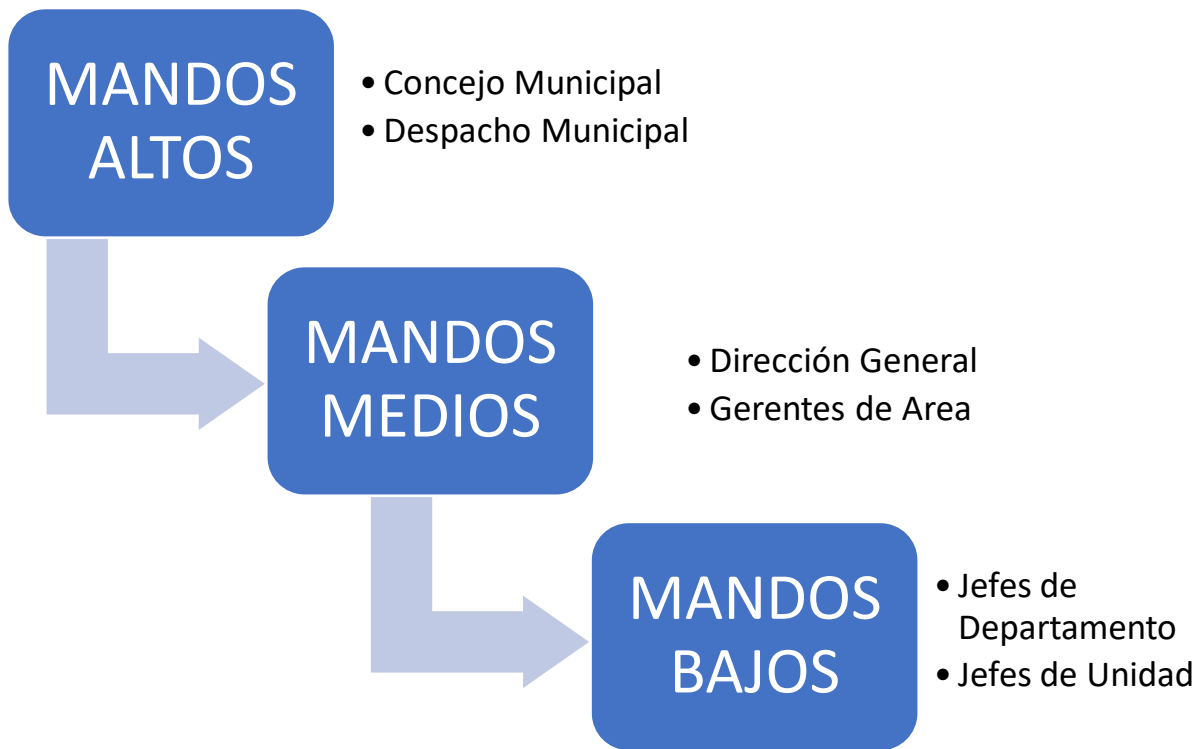 MANDOS
ALTOS
• Concejo Municipal
• Despacho Municipal
MANDOS
MEDIOS
• Dirección General
• Gerentes de Area
MANDOS
BAJOS
• Jefes de
Departamento
• Jefes de Unidad